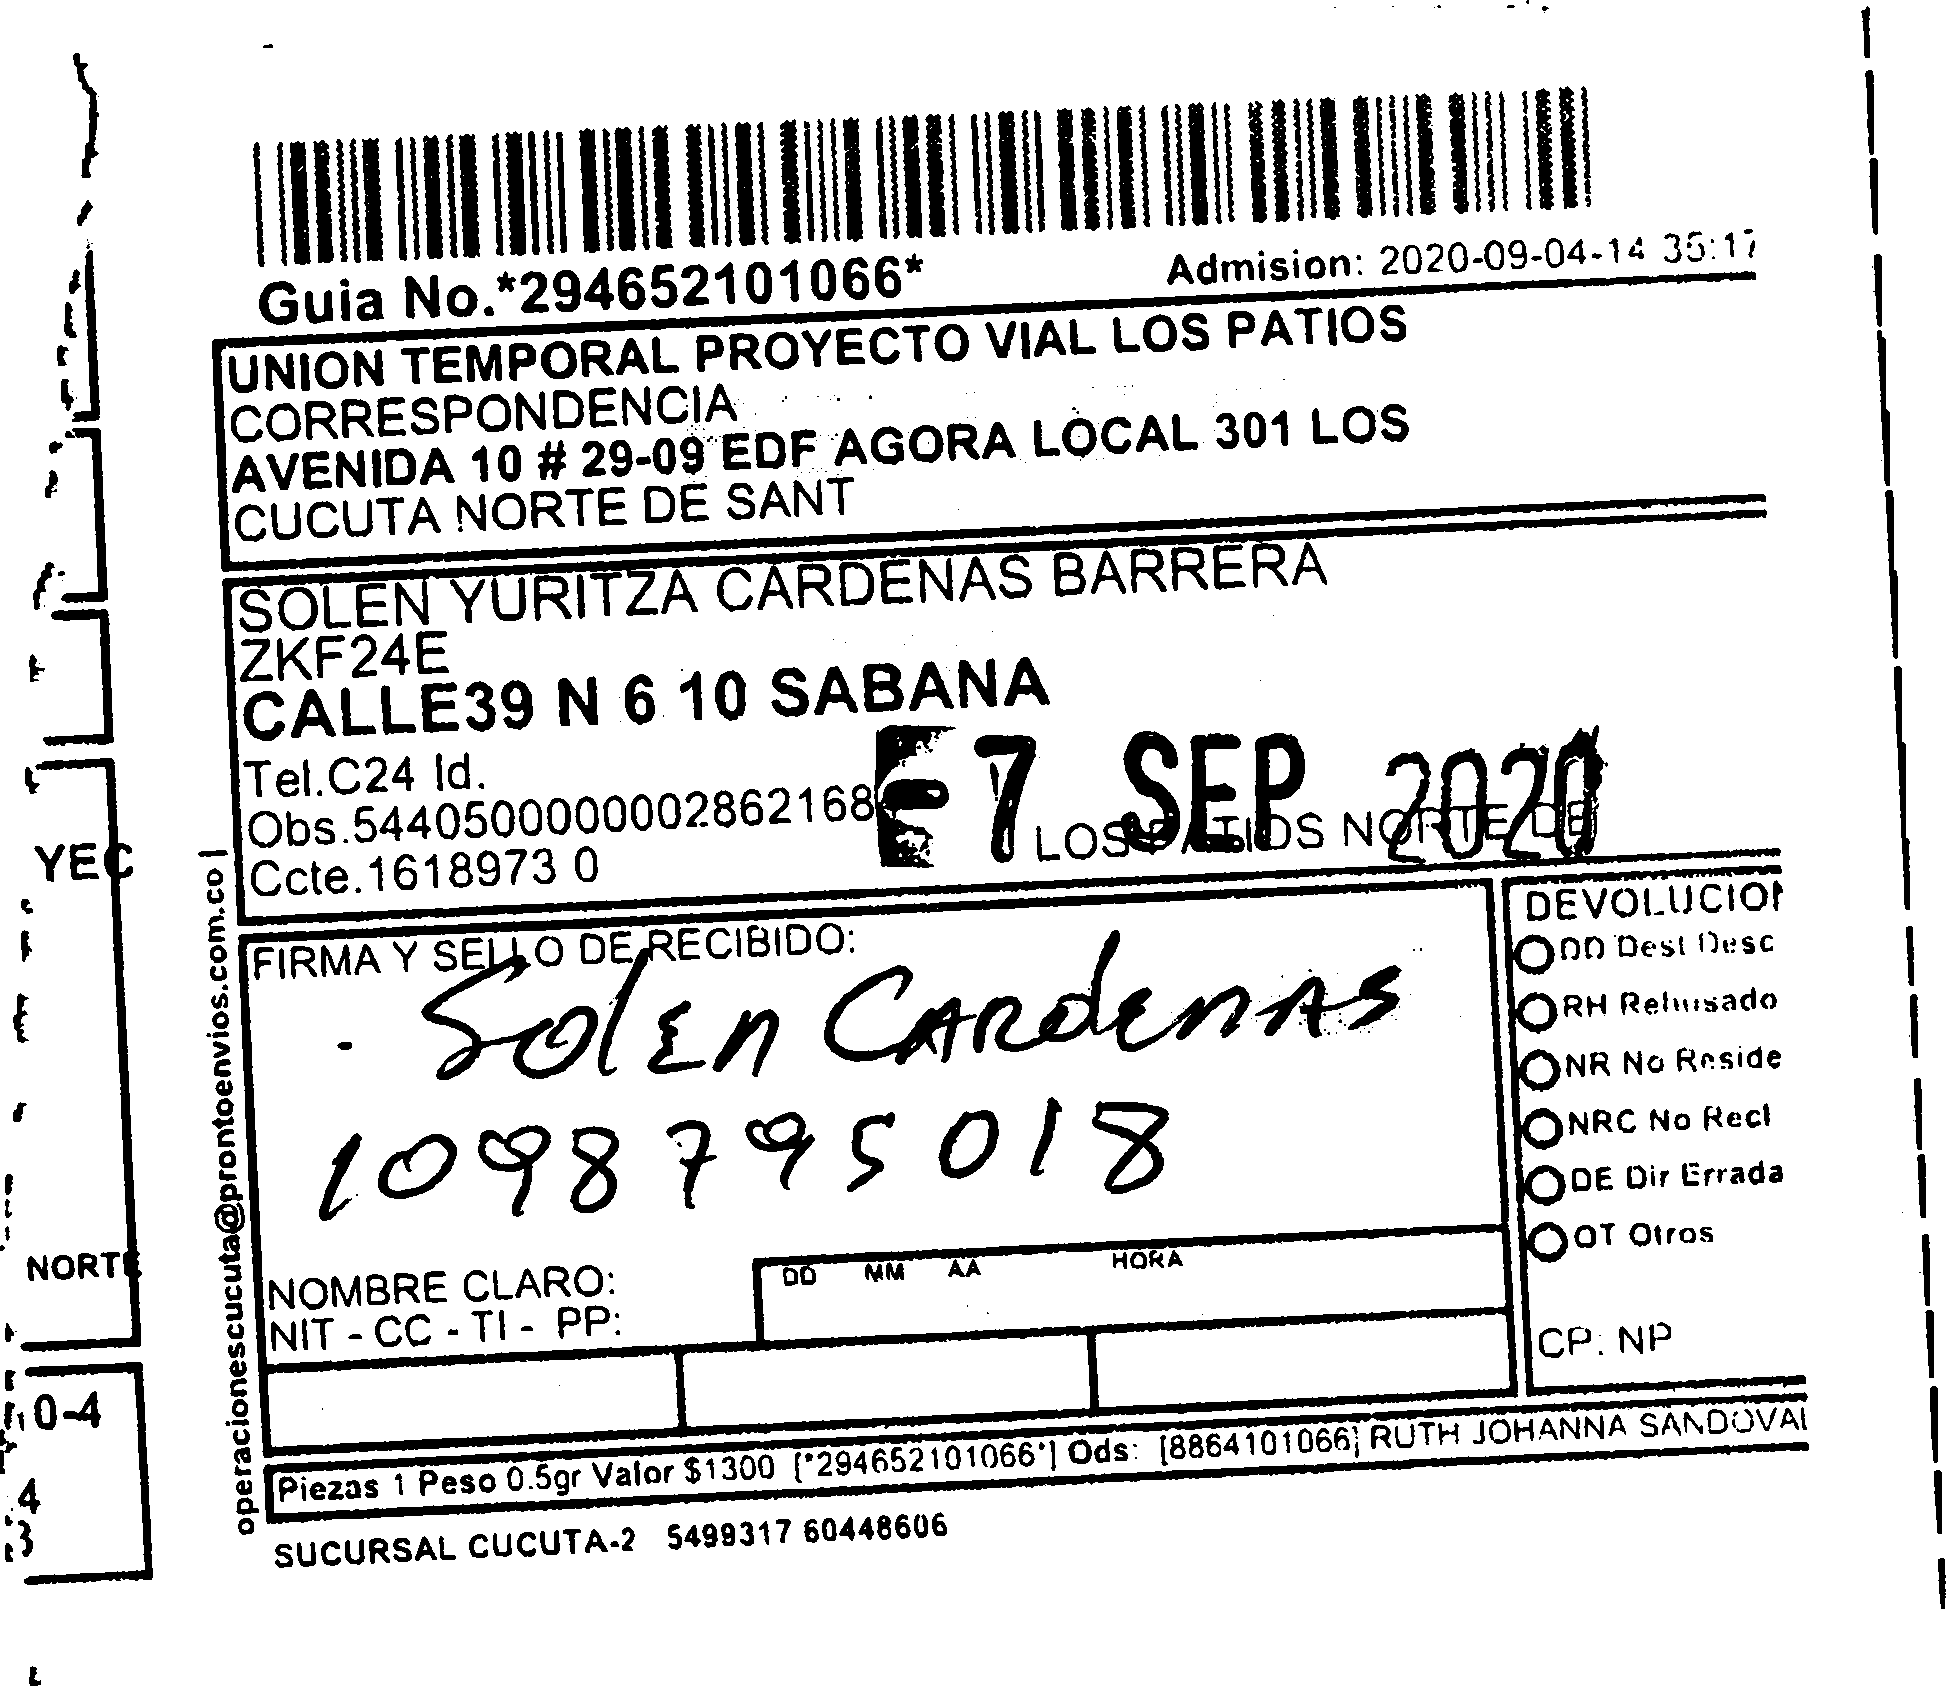 Guia No.*294652101066*
Admision: 2020-09-04-14 35:17
UNION TEMPORAL PROYECTO VIAL LOS PATIOS
CORRESPONDENCIA
AVENIDA 10 # 29-09 EDF AGORA LOCAL 301 LOS
CUCUTA NORTE DE SANT
SOLEN YURITZA CARDENAS BARRERA
ZKF24E
CALLE39 N 6 10 SABANA
Tel.C24 Id.
-7 SEP 2020
Obs.54405000000002862168
LOS PATIOS NORTE DE
Ccte.1618973 0
FIRMA Y SELLO DE RECIBIDO:
Solen Cardenas
1098795018
NOMBRE CLARO:
NIT - CC - TI - PP:
DD MM AA HORA
DEVOLUCION
DD Dest Desc
RH Rehusado
NR No Reside
NRC No Recl
DE Dir Errada
OT Otros
CP: NP
Piezas 1 Peso 0.5gr Valor $1300 [*294652101066*] Ods: [8864101066] RUTH JOHANNA SANDOVAL
SUCURSAL CUCUTA-2 5499317 60448606
operacionescucuta@prontoenvios.com.co |
YEC
NORTE
0-4
4
3